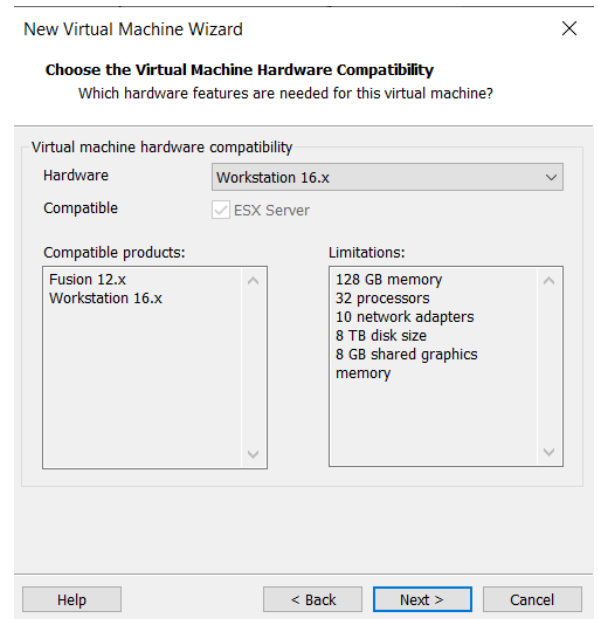 New Virtual Machine Wizard
Choose the Virtual Machine Hardware Compatibility
Which hardware features are needed for this virtual machine?
Virtual machine hardware compatibility
Hardware
Workstation 16.x
Compatible
ESX Server
Compatible products:
Fusion 12.x
Workstation 16.x
Limitations:
128 GB memory
32 processors
10 network adapters
8 TB disk size
8 GB shared graphics
memory
Help
< Back
Next >
Cancel